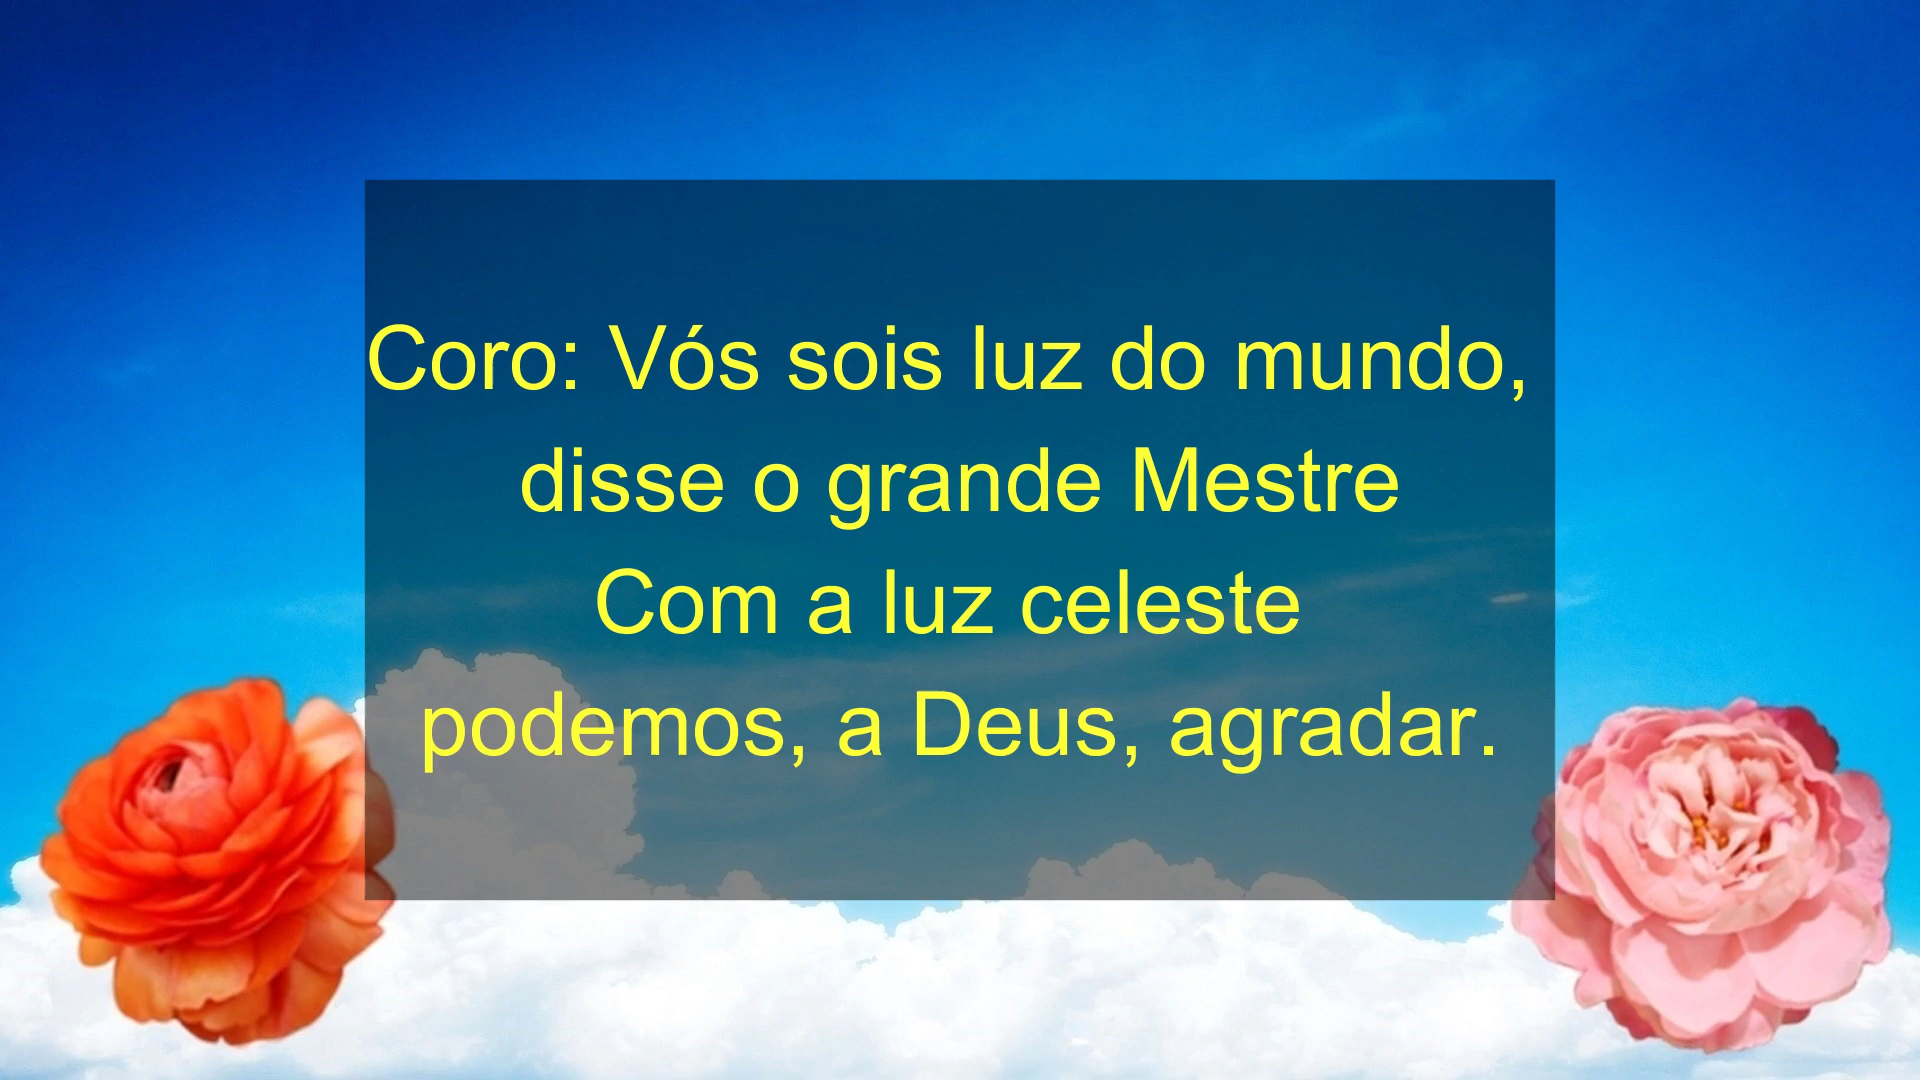 Coro: Vós sois luz do mundo,
disse o grande Mestre
Com a luz celeste
podemos, a Deus, agradar.